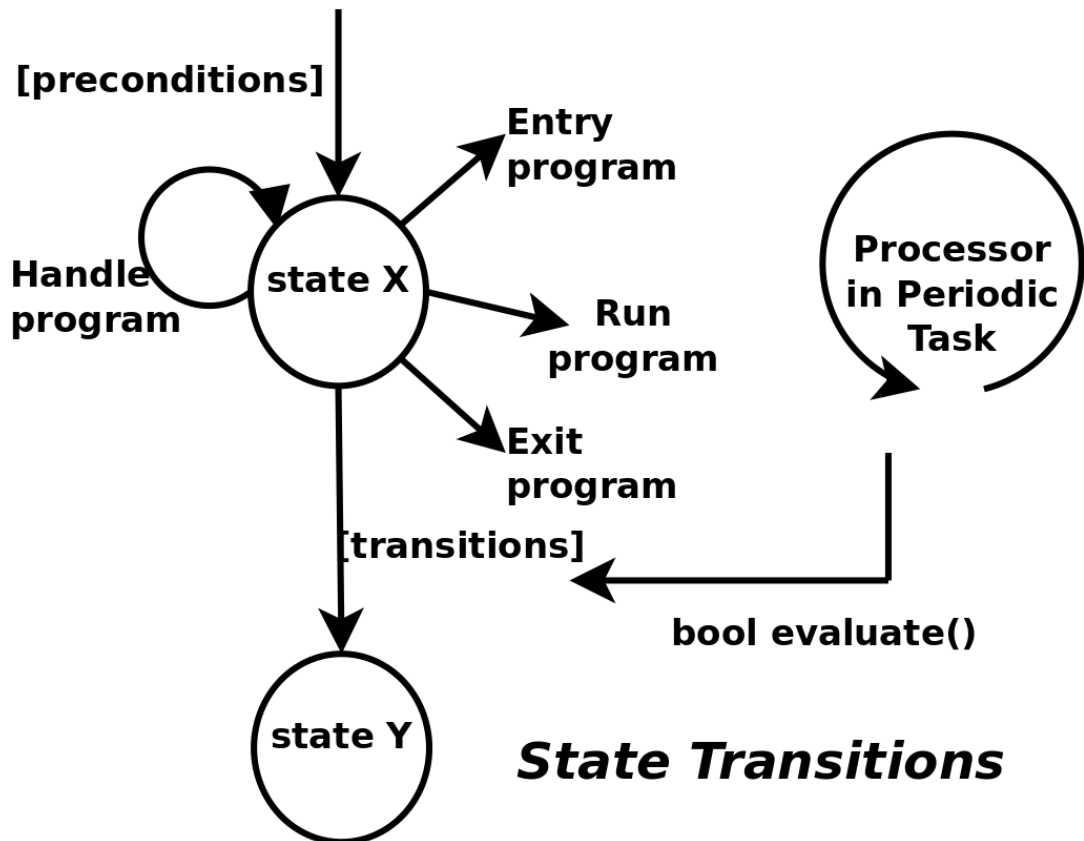 [preconditions]
Entry
program
Handle
program
state X
Run
program
Exit
program
Processor
in Periodic
Task
[transitions]
bool evaluate()
state Y
State Transitions